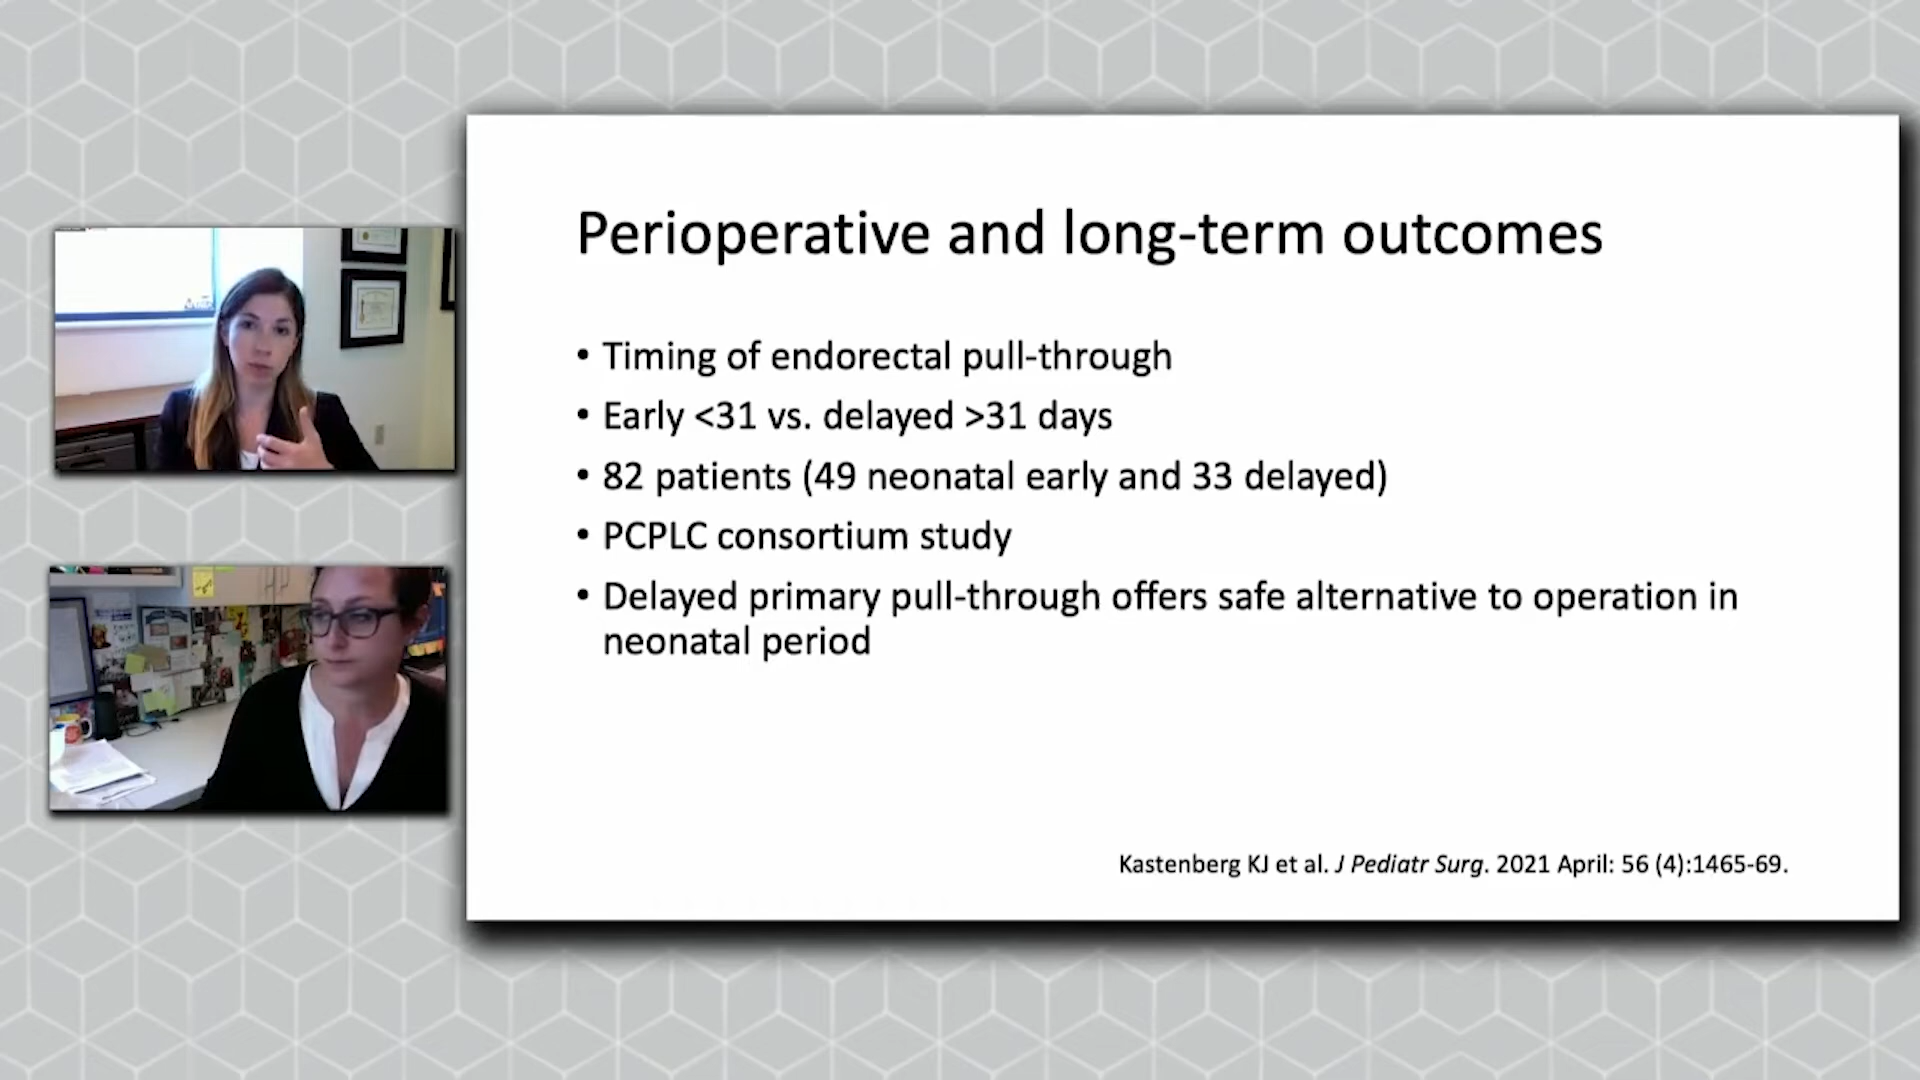 Perioperative and long-term outcomes
• Timing of endorectal pull-through
• Early <31 vs. delayed >31 days
• 82 patients (49 neonatal early and 33 delayed)
• PCPLC consortium study
• Delayed primary pull-through offers safe alternative to operation in
neonatal period
Kastenberg KJ et al. J Pediatr Surg. 2021 April: 56 (4):1465-69.